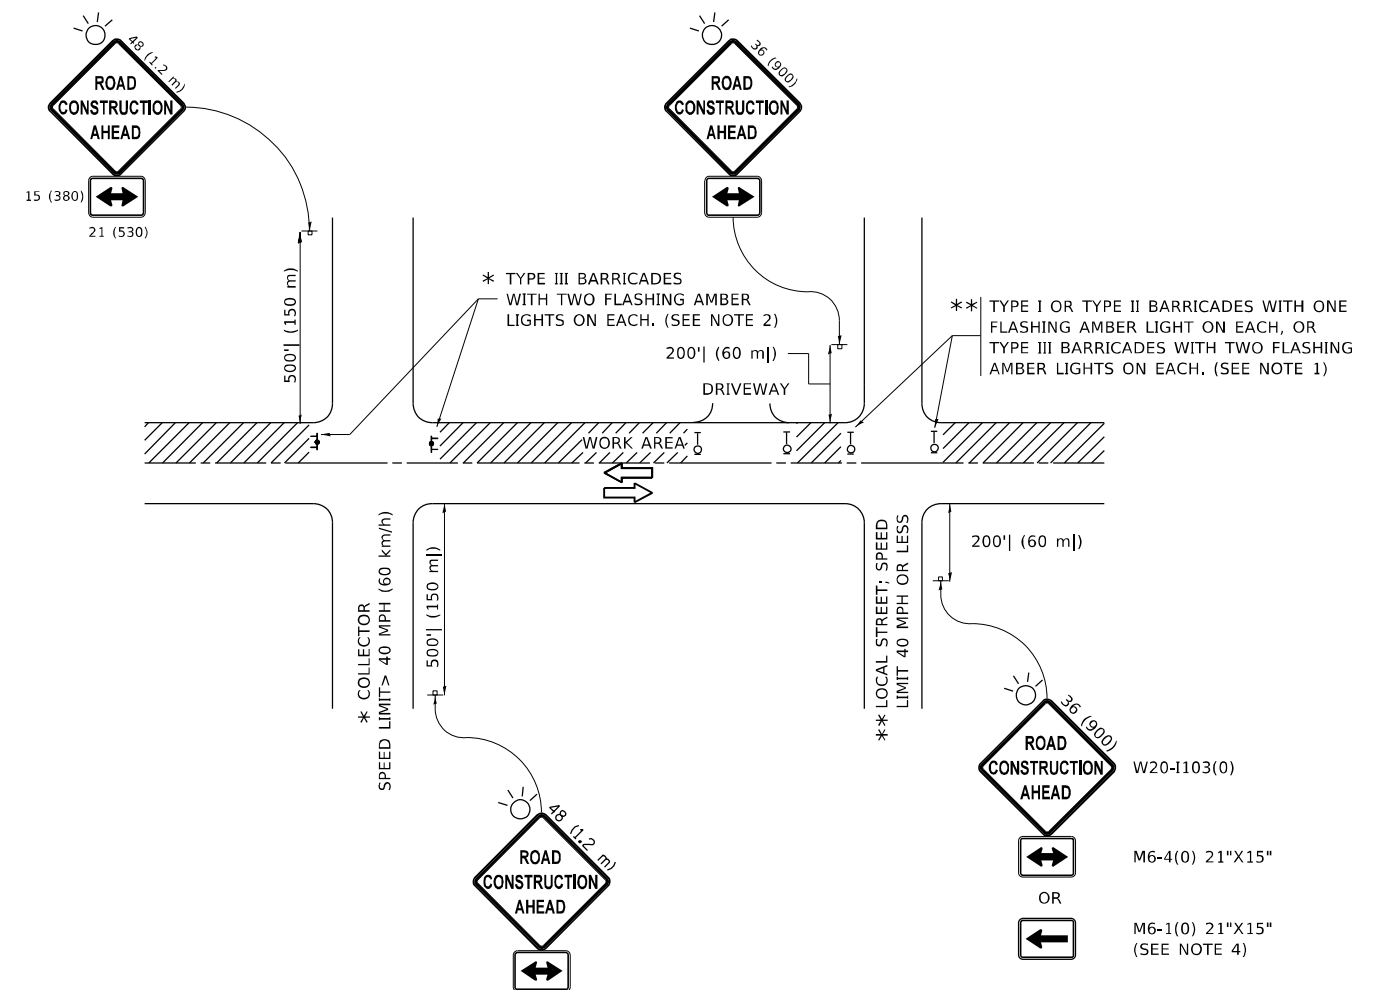 48 (1.2 m)
ROAD
CONSTRUCTION
AHEAD
15 (380)
21 (530)
36 (900)
ROAD
CONSTRUCTION
AHEAD
500'| (150 m)
* TYPE III BARRICADES
WITH TWO FLASHING AMBER
LIGHTS ON EACH. (SEE NOTE 2)
200'| (60 m|)
DRIVEWAY
** TYPE I OR TYPE II BARRICADES WITH ONE
FLASHING AMBER LIGHT ON EACH, OR
TYPE III BARRICADES WITH TWO FLASHING
AMBER LIGHTS ON EACH. (SEE NOTE 1)
WORK AREA
* COLLECTOR
SPEED LIMIT> 40 MPH (60 km/h)
500'| (150 m|)
** LOCAL STREET; SPEED
LIMIT 40 MPH OR LESS
200'| (60 m|)
48 (1.2 m)
ROAD
CONSTRUCTION
AHEAD
36 (900)
ROAD
CONSTRUCTION
AHEAD
W20-I103(0)
M6-4(0) 21"X15"
OR
M6-1(0) 21"X15"
(SEE NOTE 4)